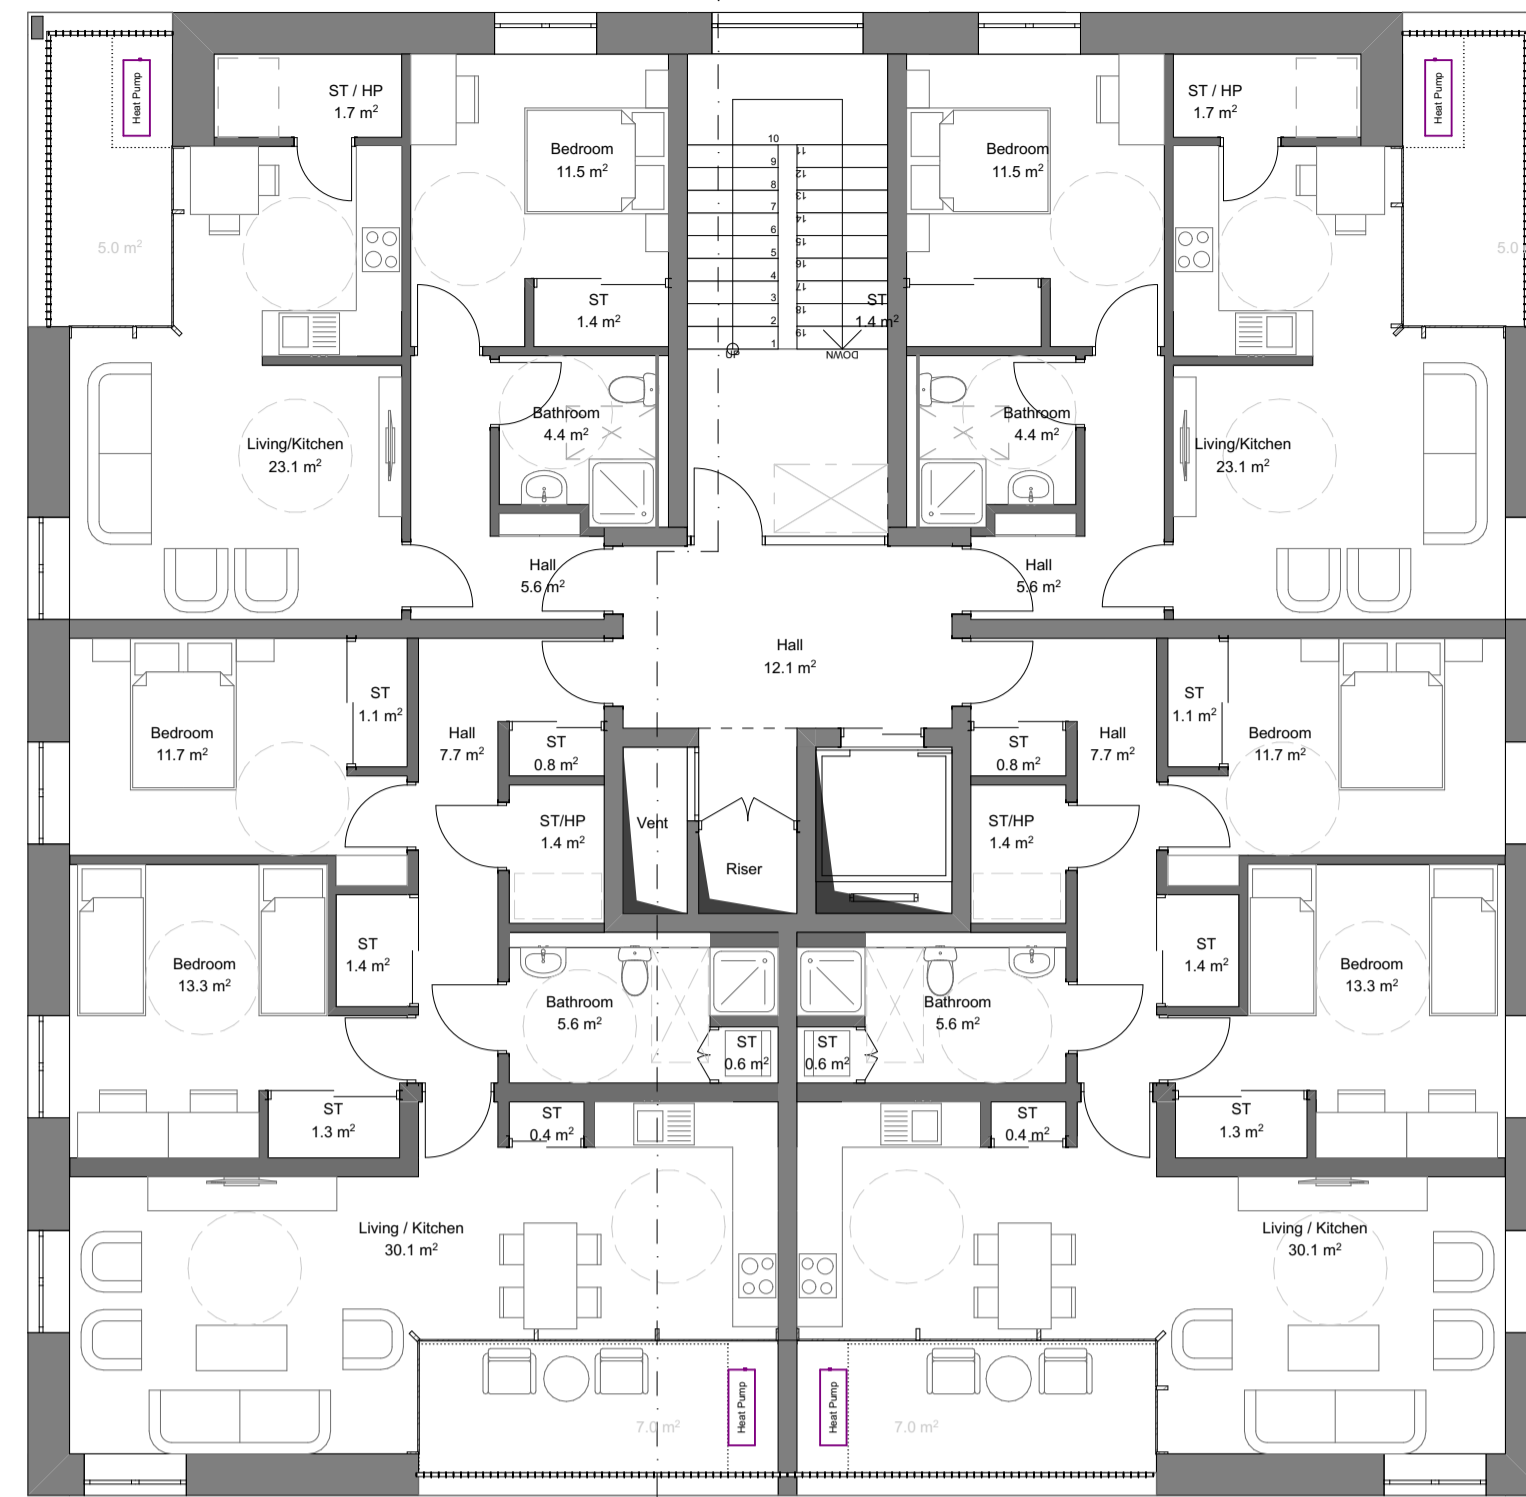 Heat Pump
ST / HP
1.7 m²
Bedroom
11.5 m²
5.0 m²
ST
1.4 m²
10
9
8
7
6
5
4
3
2
1
11
12
13
14
15
16
17
18
19
UP
DOWN
ST
1.4 m²
Bedroom
11.5 m²
ST / HP
1.7 m²
Heat Pump
5.0
Living/Kitchen
23.1 m²
Bathroom
4.4 m²
Bathroom
4.4 m²
Living/Kitchen
23.1 m²
Hall
5.6 m²
Hall
5.6 m²
Hall
12.1 m²
Bedroom
11.7 m²
ST
1.1 m²
Hall
7.7 m²
ST
0.8 m²
ST
0.8 m²
Hall
7.7 m²
ST
1.1 m²
Bedroom
11.7 m²
ST/HP
1.4 m²
Vent
Riser
ST/HP
1.4 m²
Bedroom
13.3 m²
ST
1.4 m²
Bathroom
5.6 m²
ST
0.6 m²
ST
0.6 m²
Bathroom
5.6 m²
ST
1.4 m²
Bedroom
13.3 m²
ST
1.3 m²
ST
0.4 m²
ST
0.4 m²
ST
1.3 m²
Living / Kitchen
30.1 m²
Living / Kitchen
30.1 m²
7.0 m²
Heat Pump
Heat Pump
7.0 m²